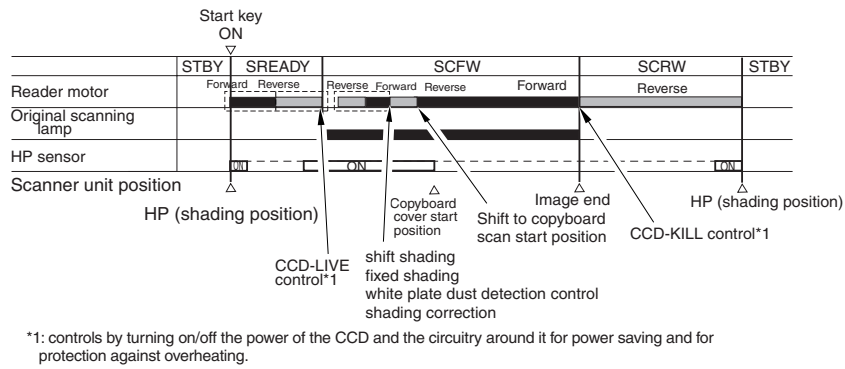 Start key
ON
STBY SREADY SCFW SCRW STBY
Forward Reverse Reverse Forward Reverse Forward Reverse
Reader motor
Original scanning
lamp
HP sensor ON ON ON
Scanner unit position
HP (shading position)
Copyboard
cover start
position
Image end
HP (shading position)
Shift to copyboard
scan start position
CCD-KILL control*1
CCD-LIVE
control*1
shift shading
fixed shading
white plate dust detection control
shading correction
*1: controls by turning on/off the power of the CCD and the circuitry around it for power saving and for
protection against overheating.